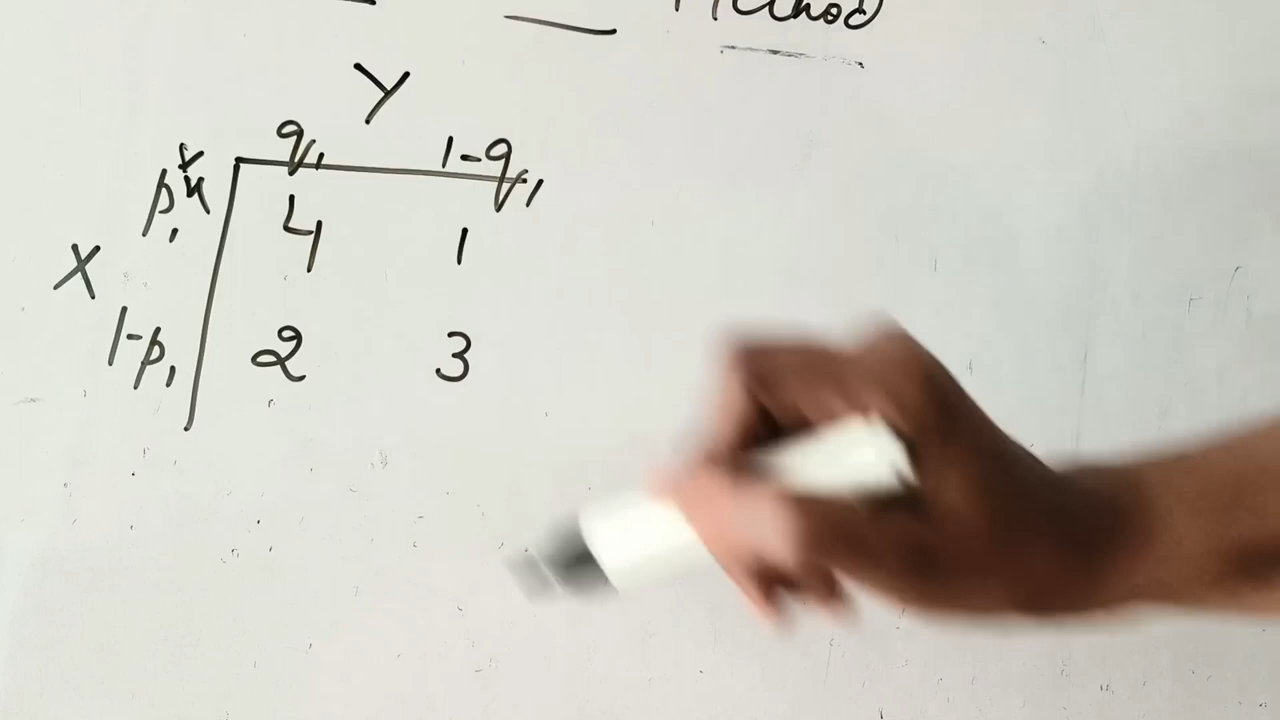 Method
Y
q₁ 1-q₁
p₁ 4 1
X
1-p₁ 2 3